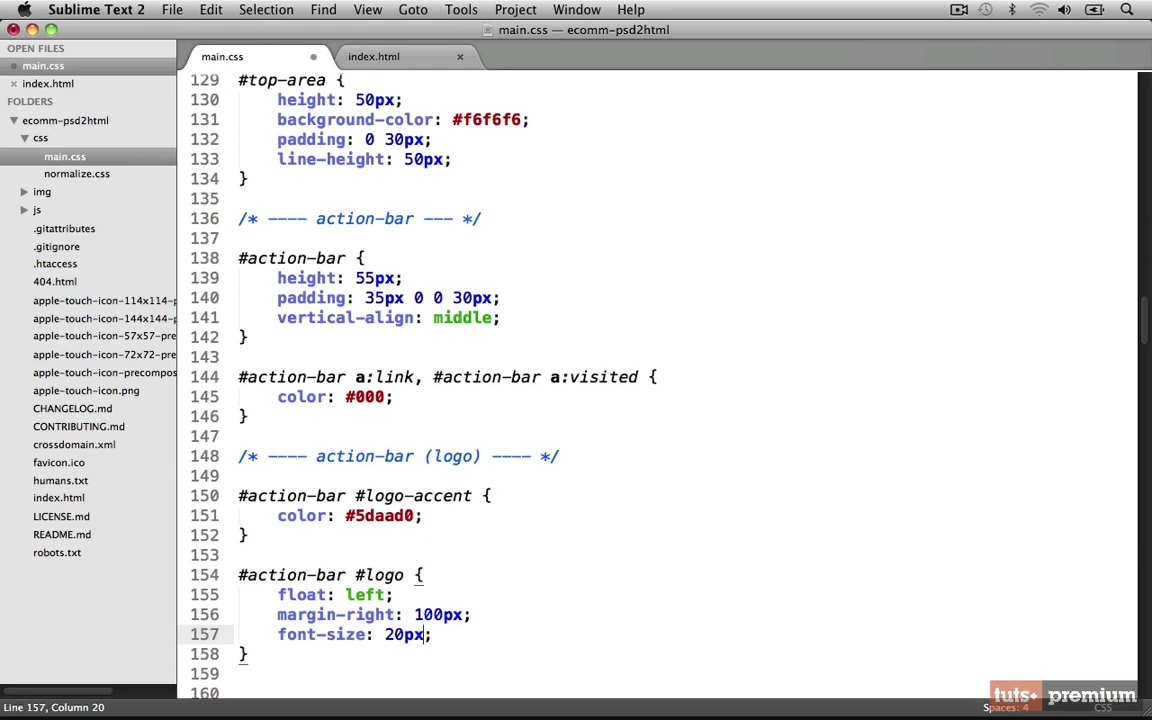 Sublime Text 2 File Edit Selection Find View Goto Tools Project Window Help
main.css — ecomm-psd2html
OPEN FILES
main.css
index.html
FOLDERS
ecomm-psd2html
css
main.css
normalize.css
img
js
.gitattributes
.gitignore
.htaccess
404.html
apple-touch-icon-114x114-p
apple-touch-icon-144x144-p
apple-touch-icon-57x57-pre
apple-touch-icon-72x72-pre
apple-touch-icon-precompos
apple-touch-icon.png
CHANGELOG.md
CONTRIBUTING.md
crossdomain.xml
favicon.ico
humans.txt
index.html
LICENSE.md
README.md
robots.txt
main.css index.html
129 #top-area {
130 height: 50px;
131 background-color: #f6f6f6;
132 padding: 0 30px;
133 line-height: 50px;
134 }
135
136 /* ---- action-bar --- */
137
138 #action-bar {
139 height: 55px;
140 padding: 35px 0 0 30px;
141 vertical-align: middle;
142 }
143
144 #action-bar a:link, #action-bar a:visited {
145 color: #000;
146 }
147
148 /* ---- action-bar (logo) ---- */
149
150 #action-bar #logo-accent {
151 color: #5daad0;
152 }
153
154 #action-bar #logo {
155 float: left;
156 margin-right: 100px;
157 font-size: 20px;
158 }
159
160
tuts+ premium
Line 157, Column 20 Spaces: 4 CSS